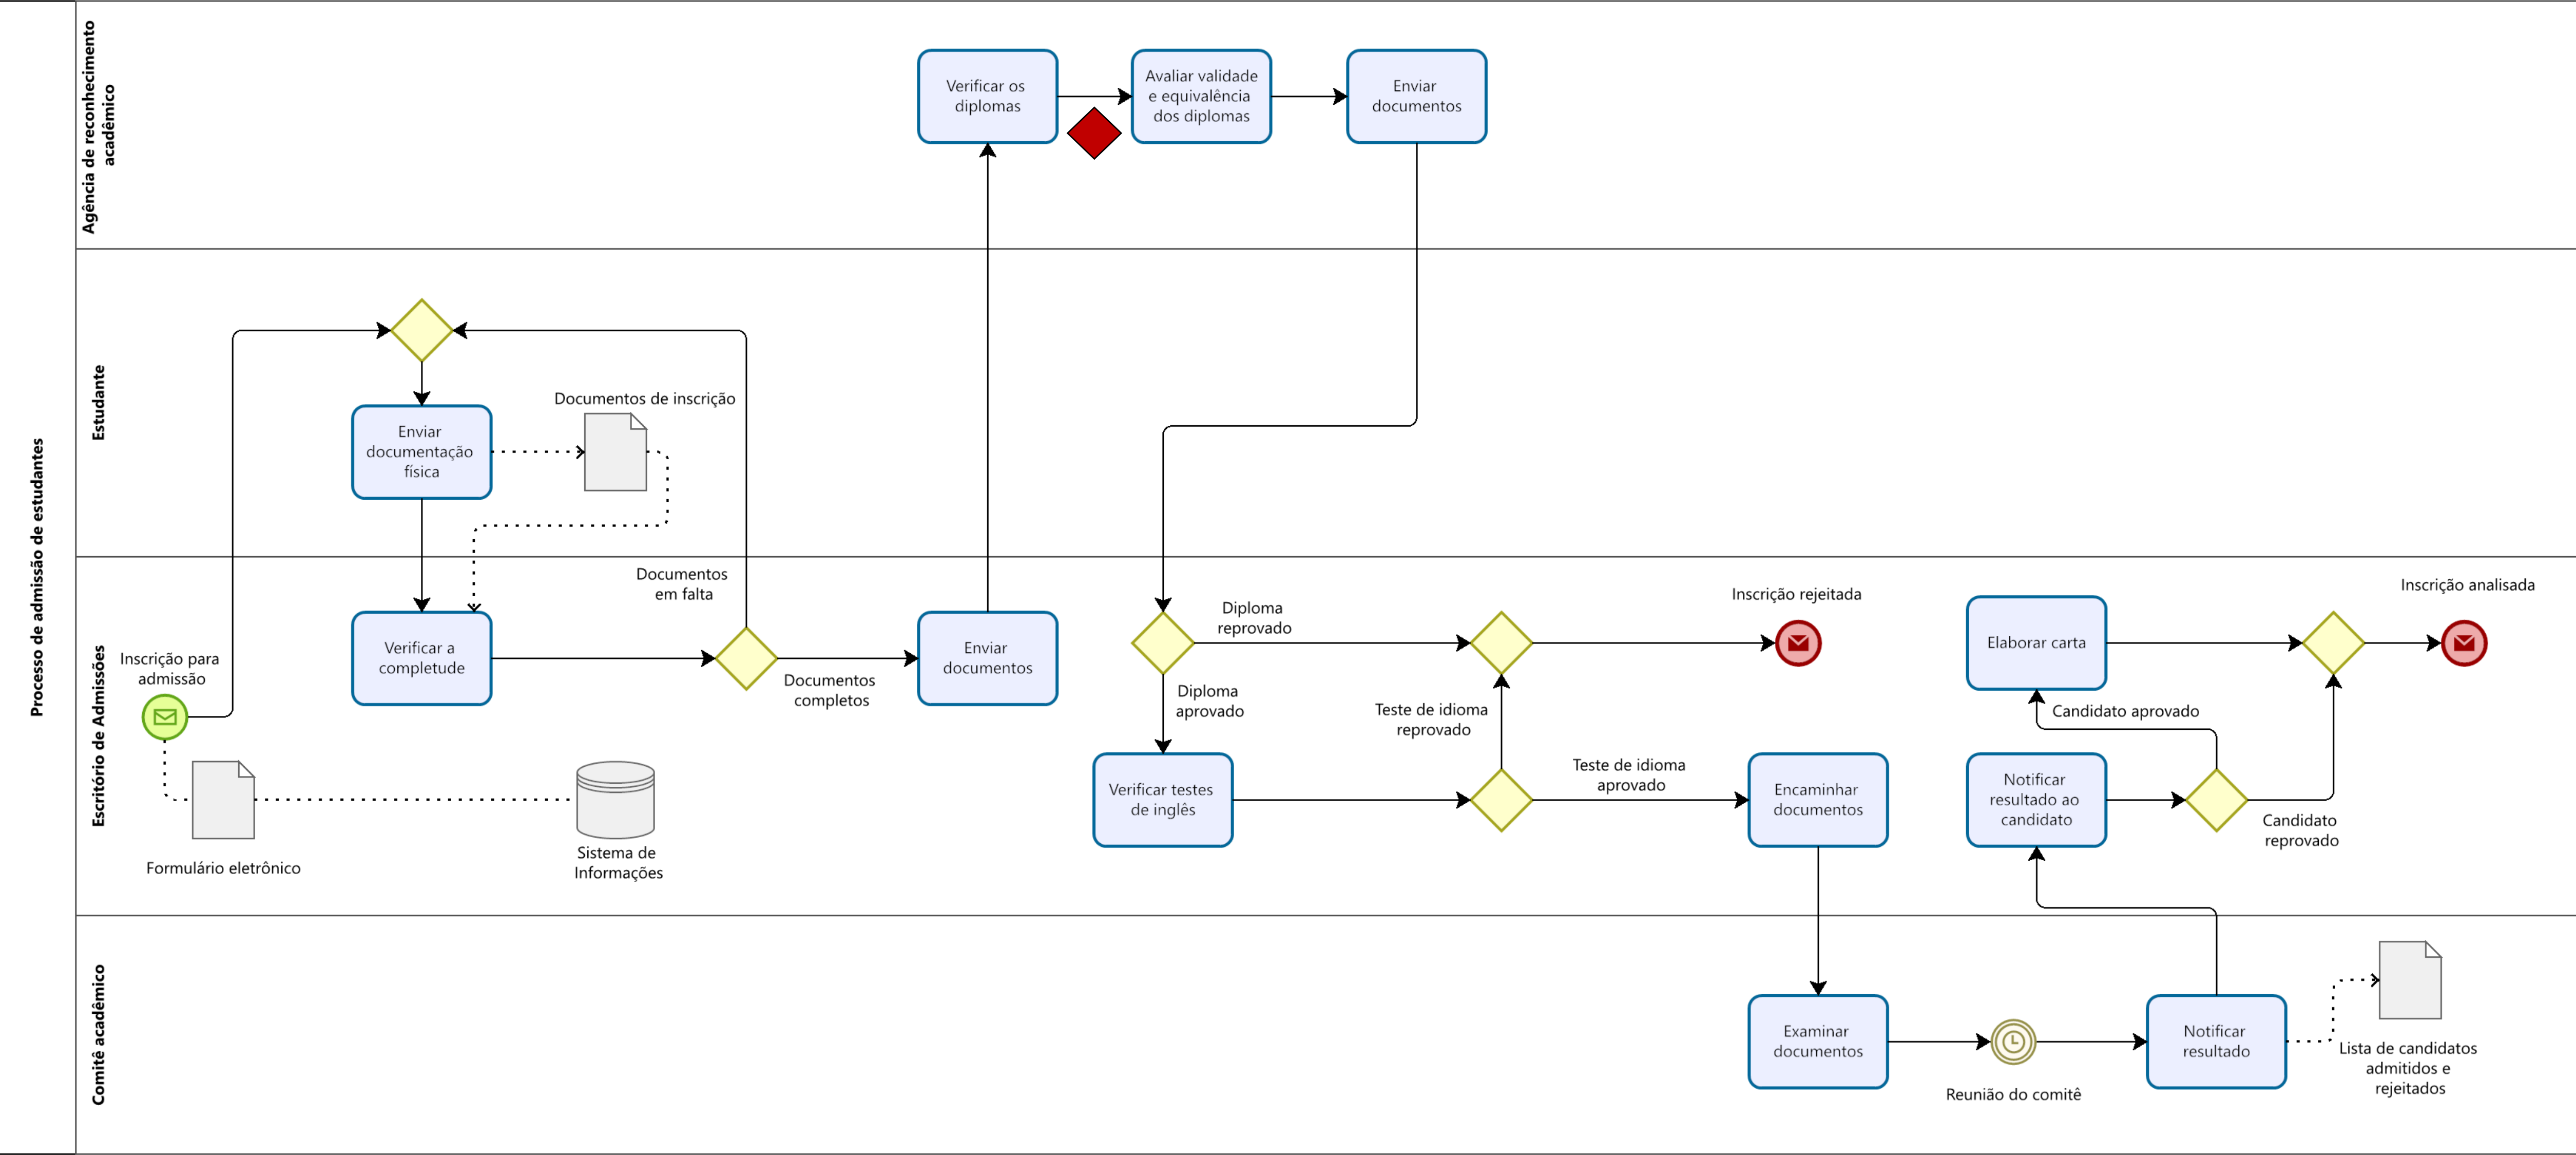 Processo de admissão de estudantes
Agência de reconhecimento
acadêmico
Verificar os
diplomas
Avaliar validade
e equivalência
dos diplomas
Enviar
documentos
Estudante
Documentos de inscrição
Enviar
documentação
física
Escritório de Admissões
Inscrição para
admissão
Formulário eletrônico
Sistema de
Informações
Verificar a
completude
Documentos
em falta
Documentos
completos
Enviar
documentos
Diploma
reprovado
Diploma
aprovado
Verificar testes
de inglês
Teste de idioma
reprovado
Teste de idioma
aprovado
Inscrição rejeitada
Encaminhar
documentos
Elaborar carta
Candidato aprovado
Notificar
resultado ao
candidato
Candidato
reprovado
Inscrição analisada
Comitê acadêmico
Examinar
documentos
Reunião do comitê
Notificar
resultado
Lista de candidatos
admitidos e
rejeitados